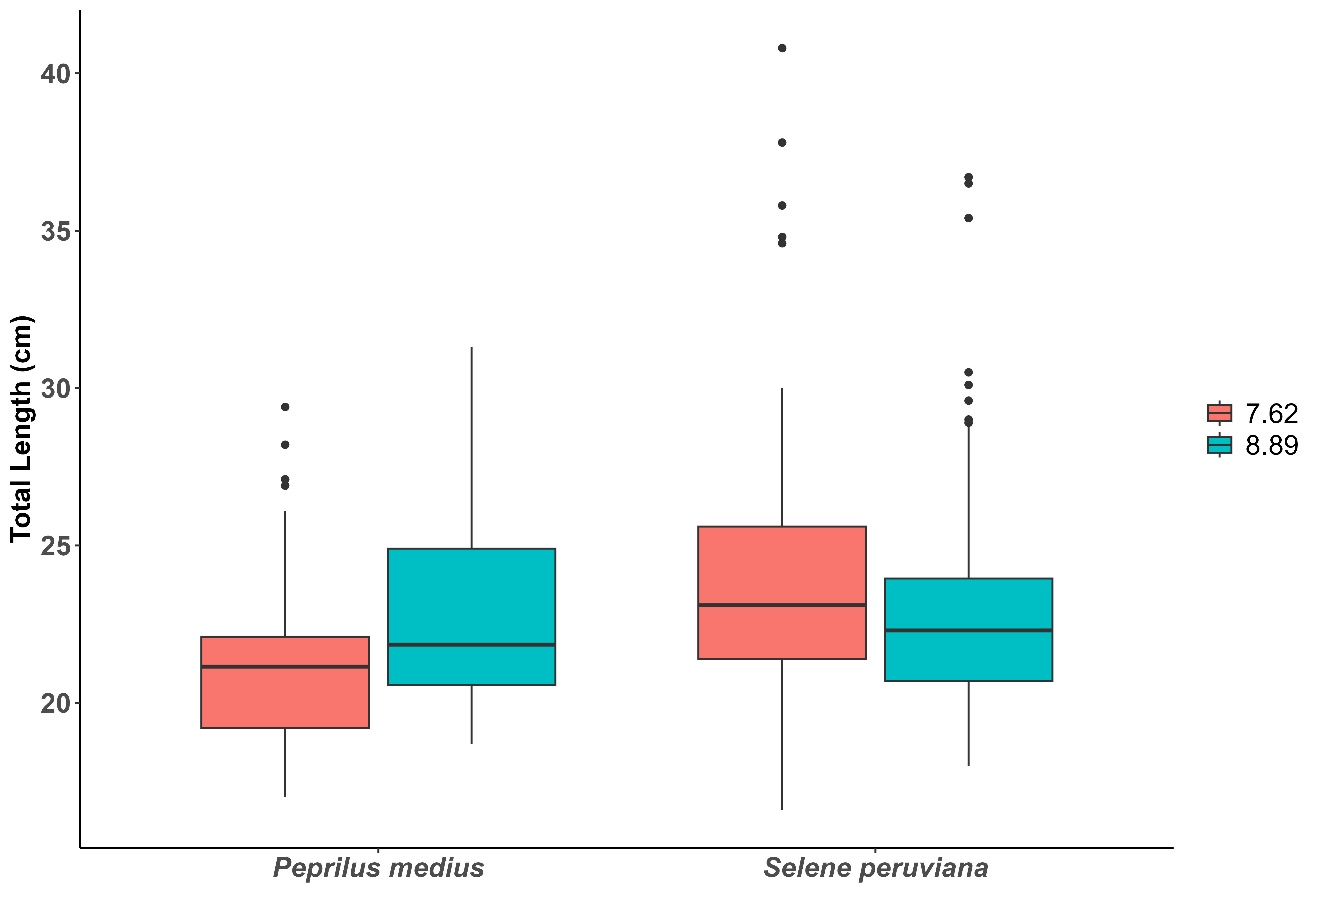 Total Length (cm)
40
35
30
25
20
Peprilus medius
Selene peruviana
7.62
8.89